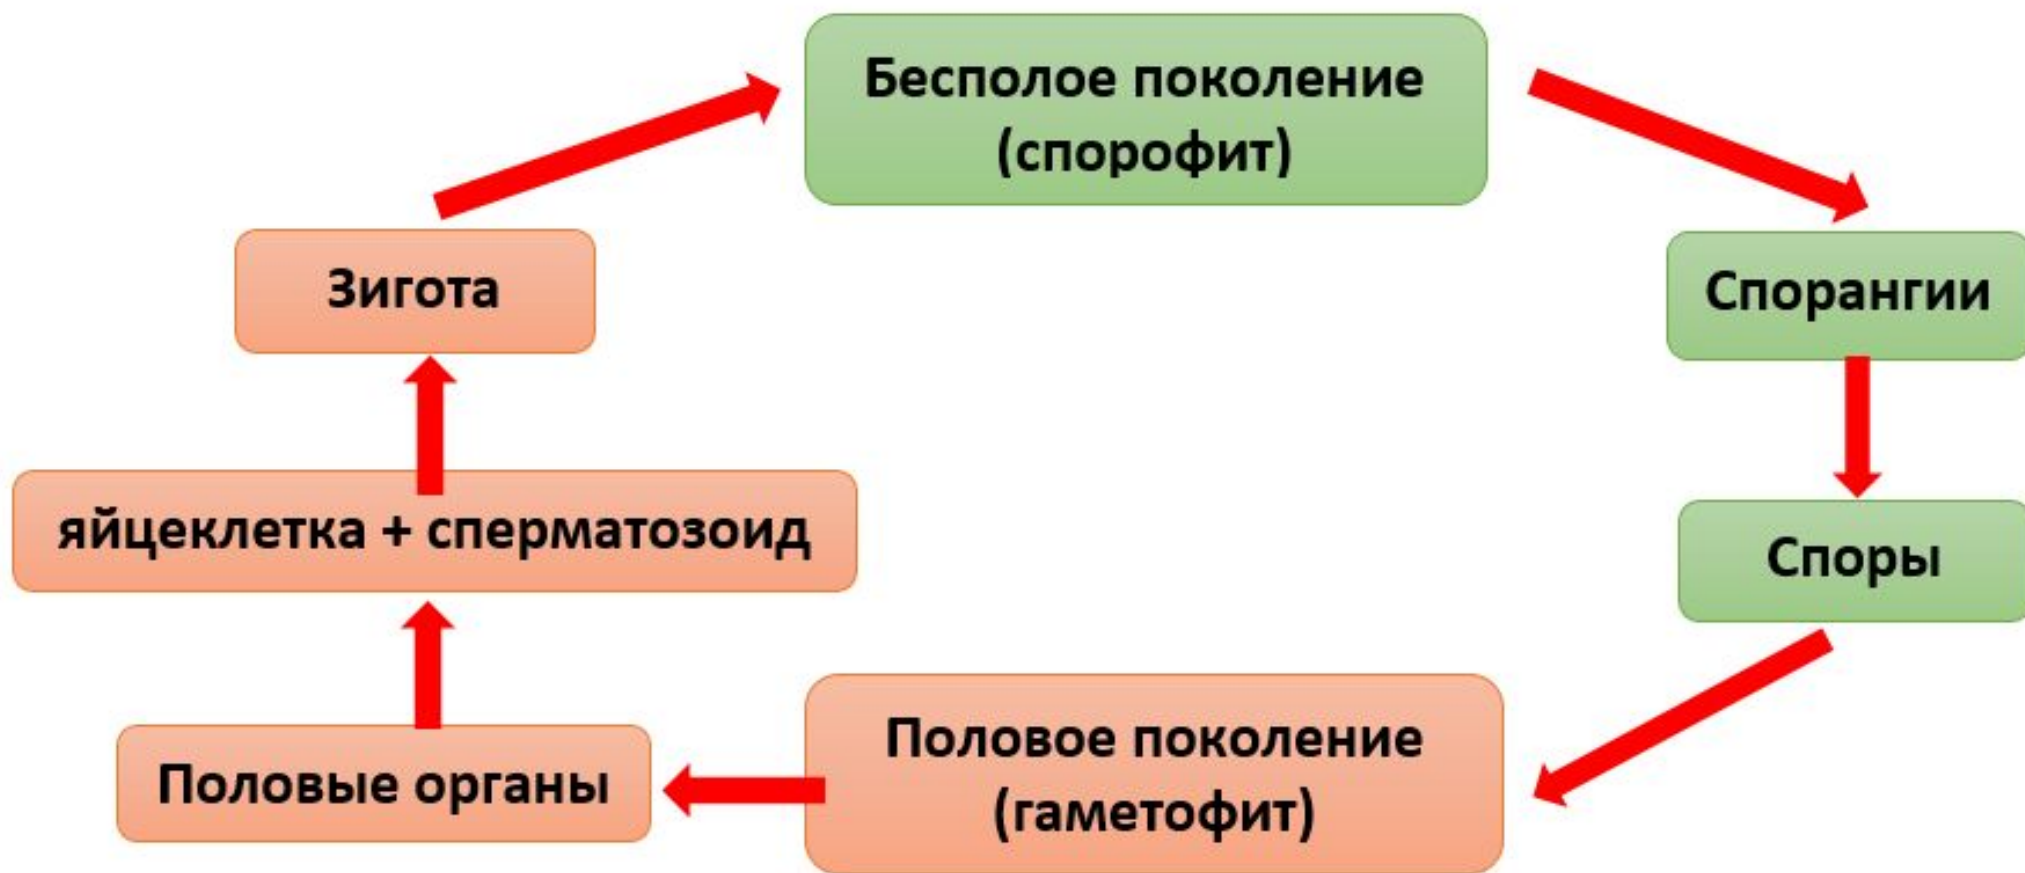 Бесполое поколение
(спорофит)
Зигота
Спорангии
яйцеклетка + сперматозоид
Споры
Половое поколение
(гаметофит)
Половые органы